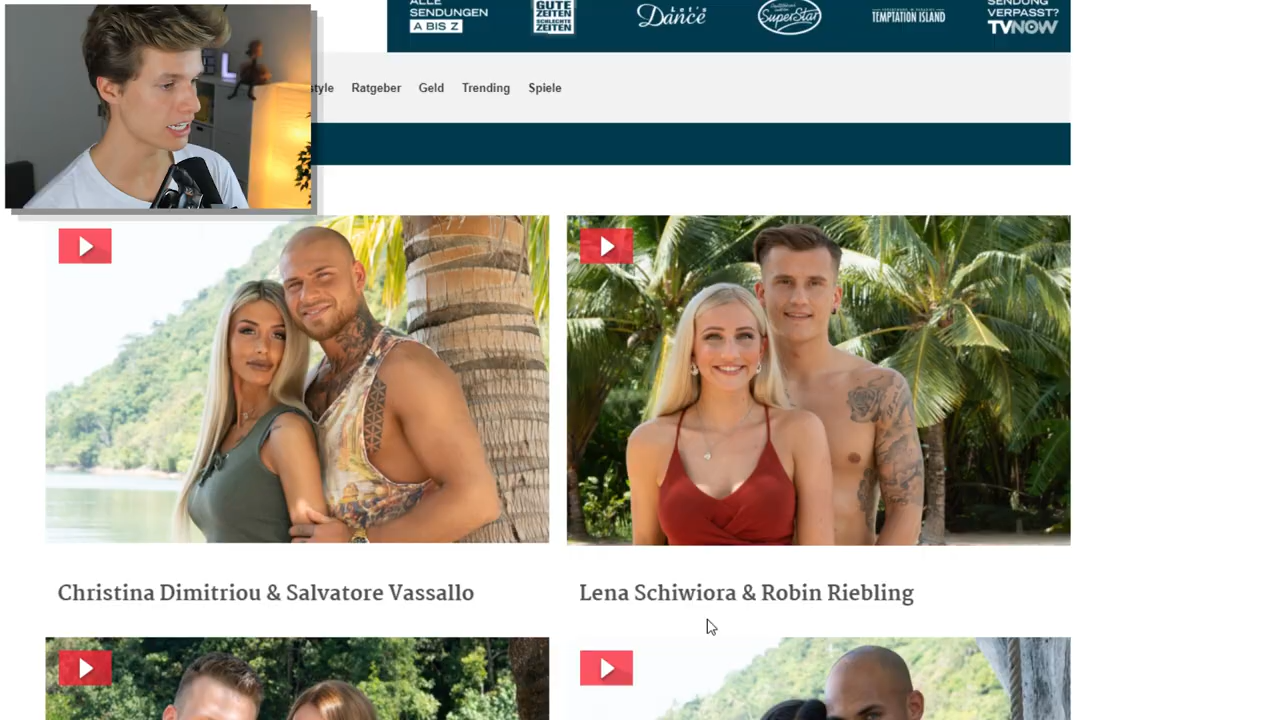 ALLE
SENDUNGEN
A BIS Z
GUTE
ZEITEN
SCHLECHTE
ZEITEN
Let's
Dance
SUPERSTAR
TEMPTATION ISLAND
SENDUNG
VERPASST?
TVNOW
style Ratgeber Geld Trending Spiele
Christina Dimitriou & Salvatore Vassallo
Lena Schiwiora & Robin Riebling